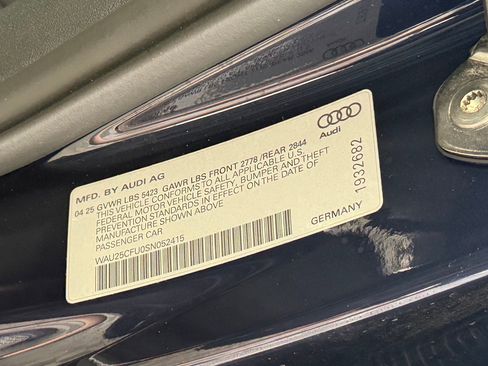 Audi
MFD. BY AUDI AG
04 25 GVWR LBS 5423 GAWR LBS FRONT 2778 /REAR 2844
THIS VEHICLE CONFORMS TO ALL APPLICABLE U.S.
FEDERAL MOTOR VEHICLE SAFETY, BUMPER AND THEFT
PREVENTION STANDARDS IN EFFECT ON THE DATE OF
MANUFACTURE SHOWN ABOVE
PASSENGER CAR
WAU25CFU0SN052415
GERMANY
1932682